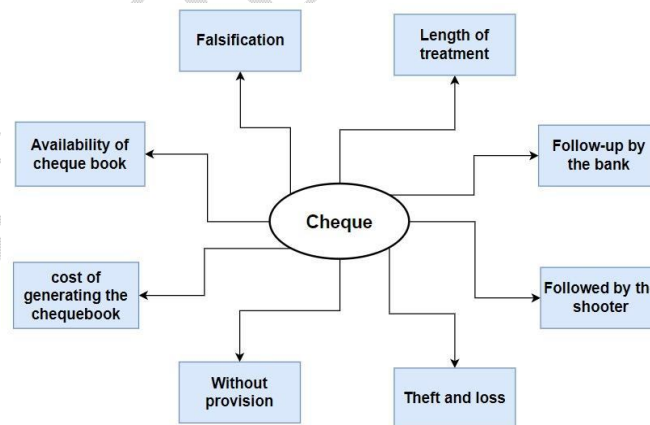 Falsification
Length of
treatment
Availability of
cheque book
Follow-up by
the bank
Cheque
cost of
generating the
chequebook
Followed by the
shooter
Without
provision
Theft and loss